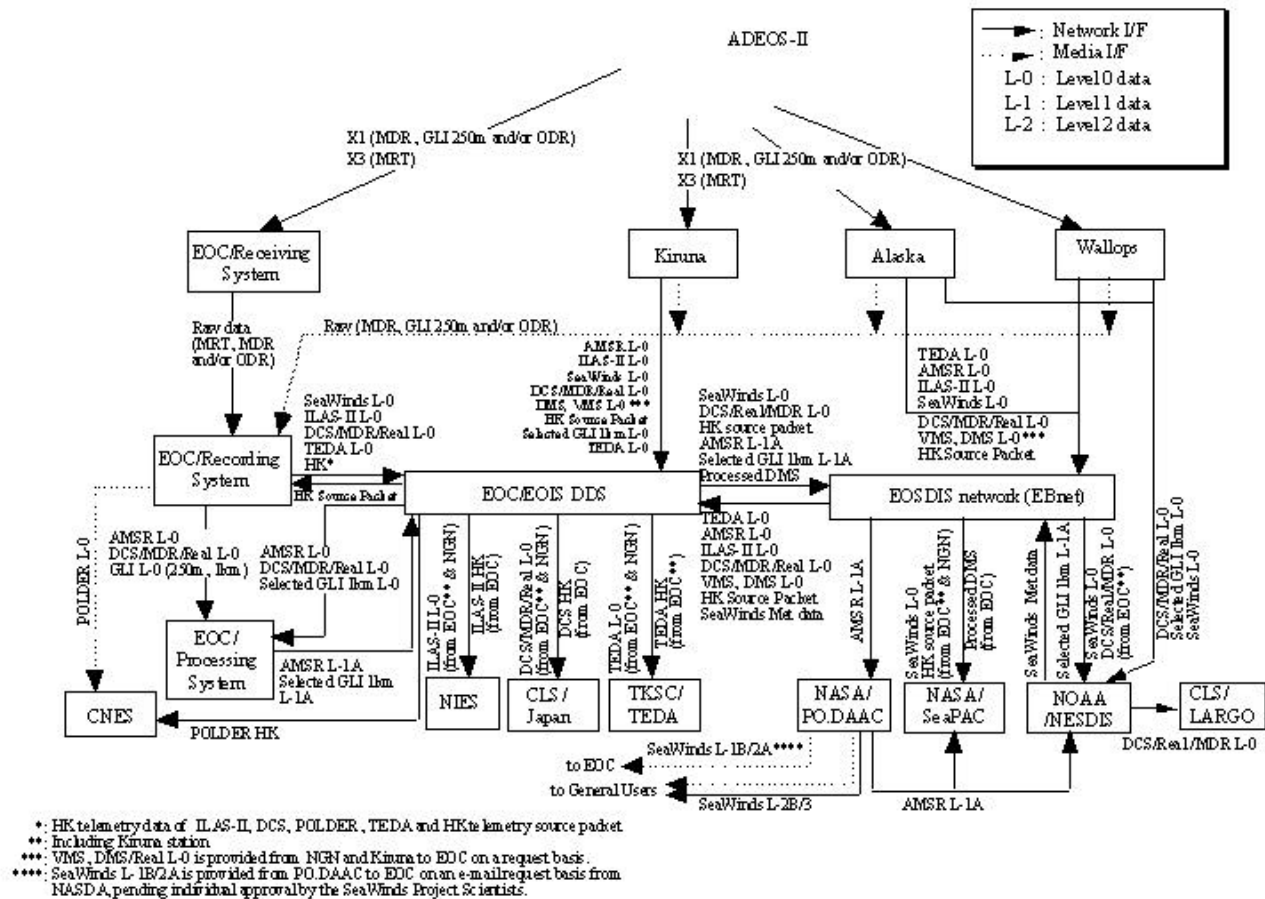 ADEOS-II
: Network I/F
: Media I/F
L-0 : Level 0 data
L-1 : Level 1 data
L-2 : Level 2 data
X1 (MDR, GLI 250m and/or ODR)
X3 (MRT)
X1 (MDR, GLI 250m and/or ODR)
X3 (MRT)
EOC/Receiving
System
Kiruna
Alaska
Wallops
Raw data
(MRT, MDR
and/or ODR)
Raw (MDR, GLI 250m and/or ODR)
AMSR L-0
ILAS-II L-0
SeaWinds L-0
DCS/MDR/Real L-0
DMS, VMS L-0 ***
HK Source Packet
Selected GLI 1km L-0
TEDA L-0
TEDA L-0
AMSR L-0
ILAS-II L-0
SeaWinds L-0
DCS/MDR/Real L-0
VMS, DMS L-0***
HK Source Packet
SeaWinds L-0
ILAS-II L-0
DCS/MDR/Real L-0
TEDA L-0
HK*
SeaWinds L-0
DCS/Real/MDR L-0
HK source packet
AMSR L-1A
Selected GLI 1km L-1A
Processed DMS
EOC/Recording
System
HK Source Packet
EOC/EOIS DDS
EOSDIS network (EBnet)
POLDER L-0
AMSR L-0
DCS/MDR/Real L-0
GLI L-0 (250m, 1km)
AMSR L-0
DCS/MDR/Real L-0
Selected GLI 1km L-0
ILAS-II L-0
(from EOC** & NGN)
ILAS-II HK
(from EOC)
DCS/MDR/Real L-0
(from EOC** & NGN)
DCS HK
(from EOC)
TEDA L-0
(from EOC** & NGN)
TEDA HK
(from EOC**)
TEDA L-0
AMSR L-0
ILAS-II L-0
DCS/MDR/Real L-0
VMS, DMS L-0
HK Source Packet
SeaWinds Met data
AMSR L-1A
SeaWinds L-0
HK source packet
(from EOC** & NGN)
Processed DMS
(from EOC)
SeaWinds Met data
Selected GLI 1km L-1A
SeaWinds L-0
DCS/Real/MDR L-0
(from EOC**)
DCS/MDR/Real L-0
Selected GLI 1km L-0
SeaWinds L-0
EOC /
Processing
System
AMSR L-1A
Selected GLI 1km
L-1A
CNES
POLDER HK
NIES
CLS /
Japan
TKSC/
TEDA
NASA/
PO.DAAC
NASA/
SeaPAC
NOAA
/NESDIS
CLS/
LARGO
DCS/Real/MDR L-0
SeaWinds L-1B/2A****
to EOC
to General Users
SeaWinds L-2B/3
AMSR L-1A
*: HK telemetry data of ILAS-II, DCS, POLDER, TEDA and HK telemetry source packet
**: Including Kiruna station
***: VMS, DMS/Real L-0 is provided from NGN and Kiruna to EOC on a request basis.
****: SeaWinds L-1B/2A is provided from PO.DAAC to EOC on an e-mail request basis from
NASDA, pending individual approval by the SeaWinds Project Scientists.